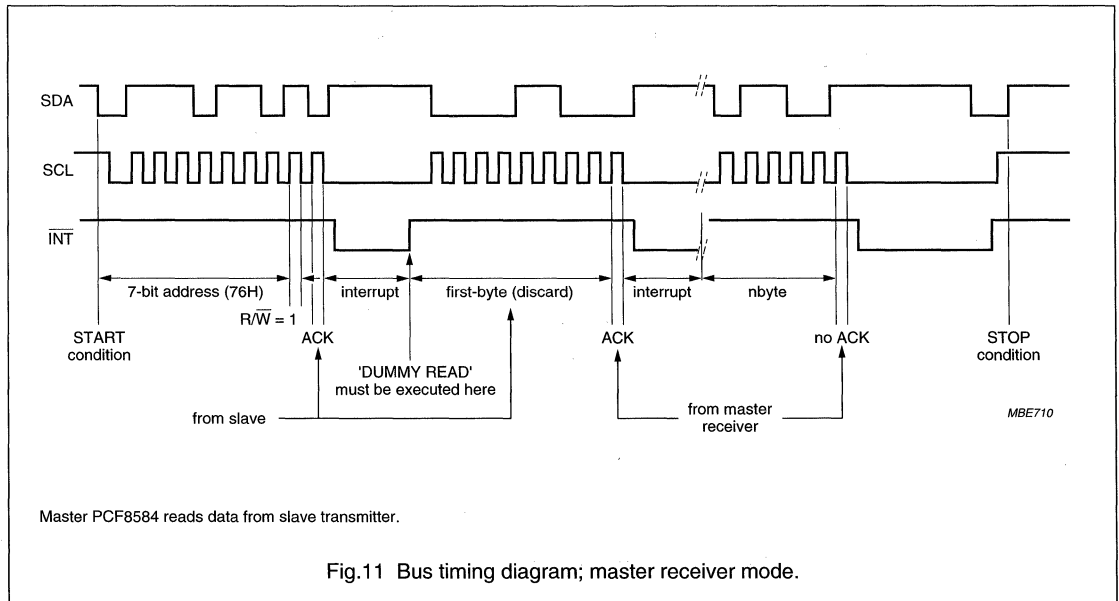 SDA
SCL
INT
7-bit address (76H)
interrupt
first-byte (discard)
interrupt
nbyte
R/W = 1
START
condition
ACK
ACK
no ACK
STOP
condition
'DUMMY READ'
must be executed here
from slave
from master
receiver
MBE710
Master PCF8584 reads data from slave transmitter.
Fig.11 Bus timing diagram; master receiver mode.